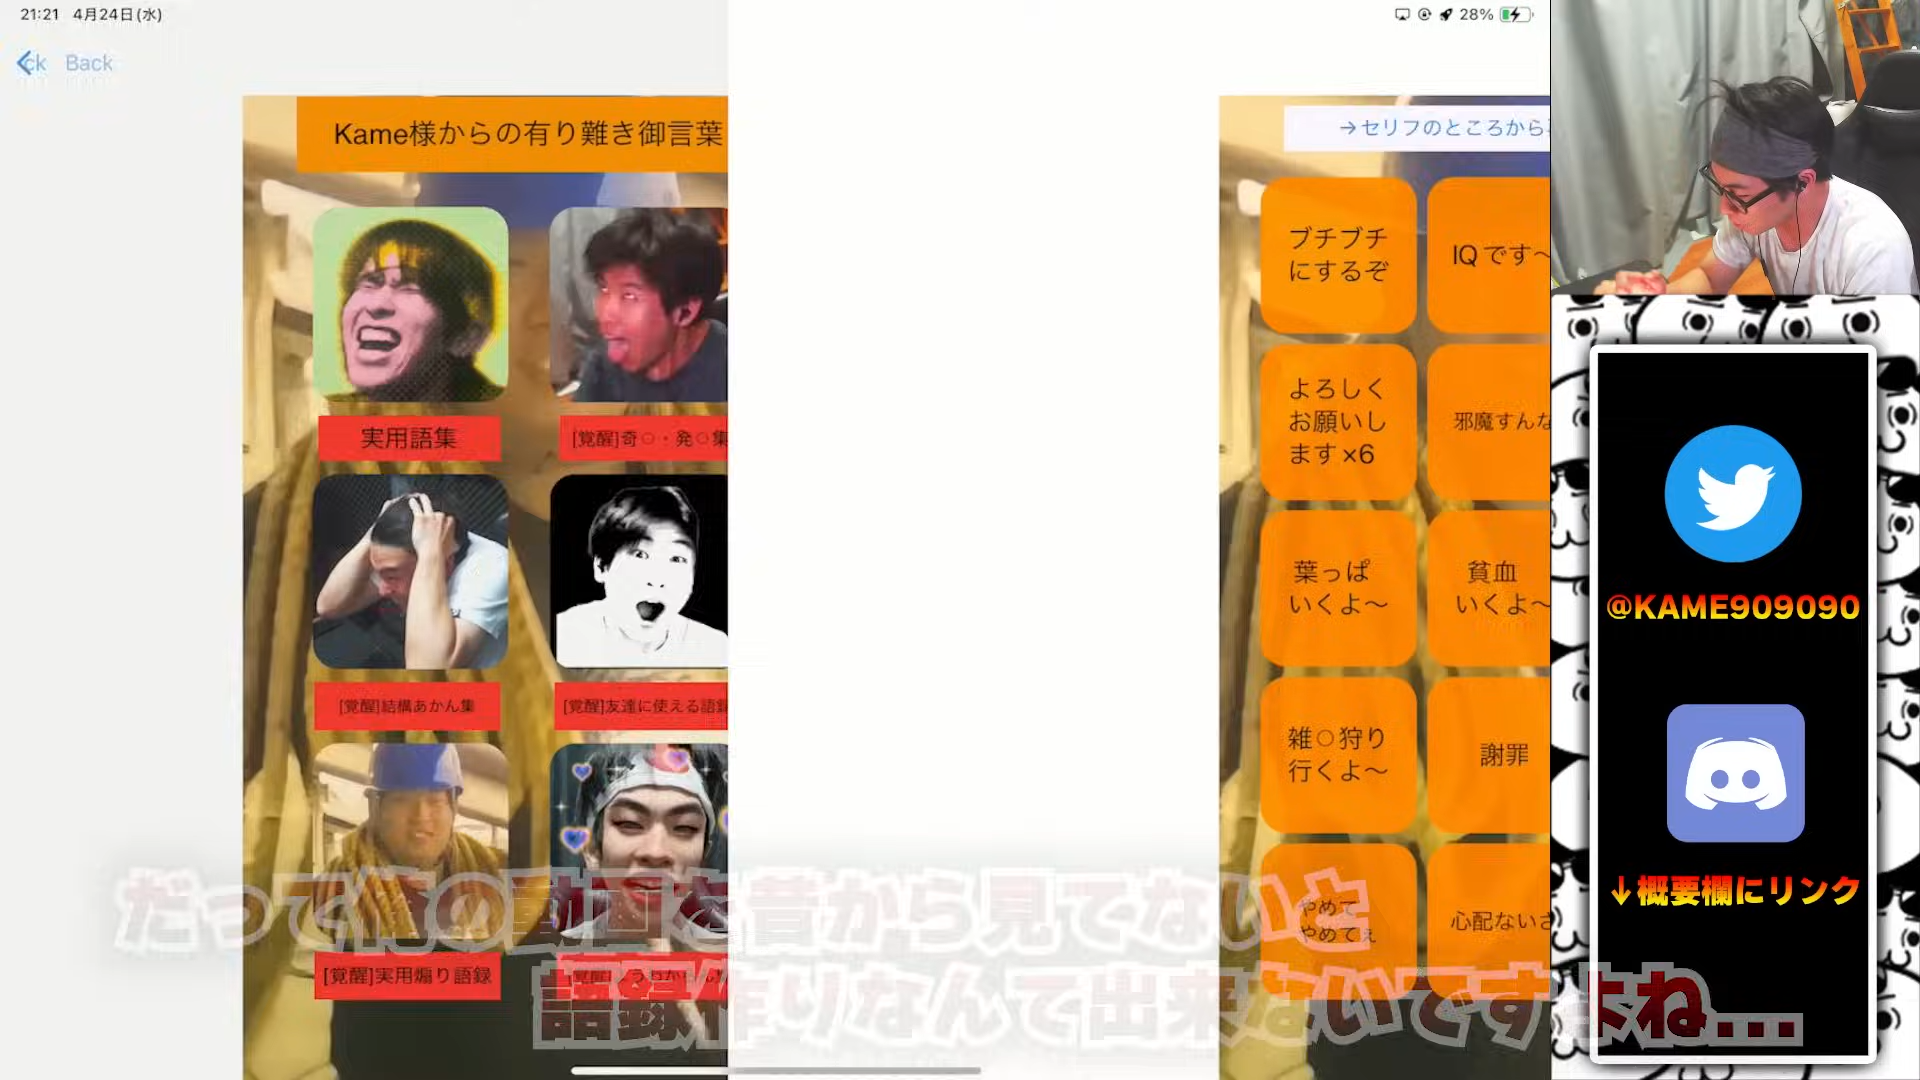 21:21 4月24日(水)
28%
ck Back
Kame様からの有り難き御言葉
→セリフのところから
ブチブチ
にするぞ
IQです〜
実用語集
[覚醒]奇○・発○集
よろしく
お願いし
ます×6
邪魔すんな
葉っぱ
いくよ〜
貧血
いくよ〜
[覚醒]結構あかん集
[覚醒]友達に使える語録
雑○狩り
行くよ〜
謝罪
やめて
やめてぇ
心配ないさ
[覚醒]実用煽り語録
だって俺の動画を昔から見てないと
語録作りなんて出来ないですよね...
@KAME909090
↓概要欄にリンク